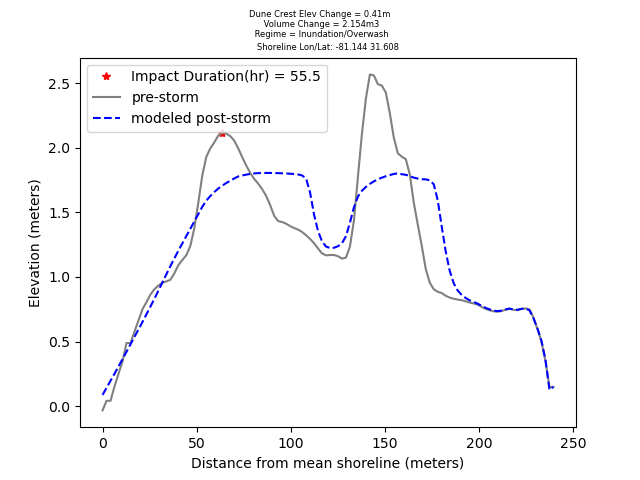 Dune Crest Elev Change = 0.41m
Volume Change = 2.154m3
Regime = Inundation/Overwash
Shoreline Lon/Lat: -81.144 31.608
Impact Duration(hr) = 55.5
pre-storm
modeled post-storm
Elevation (meters)
2.5
2.0
1.5
1.0
0.5
0.0
0 50 100 150 200 250
Distance from mean shoreline (meters)